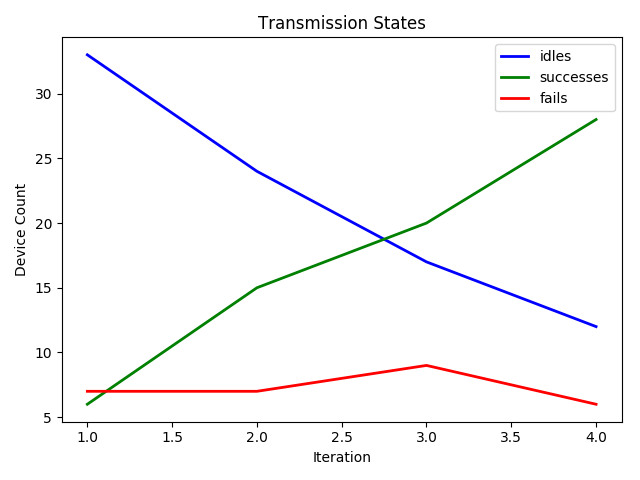 Transmission States
idles
successes
fails
Device Count
30
25
20
15
10
5
1.0 1.5 2.0 2.5 3.0 3.5 4.0
Iteration